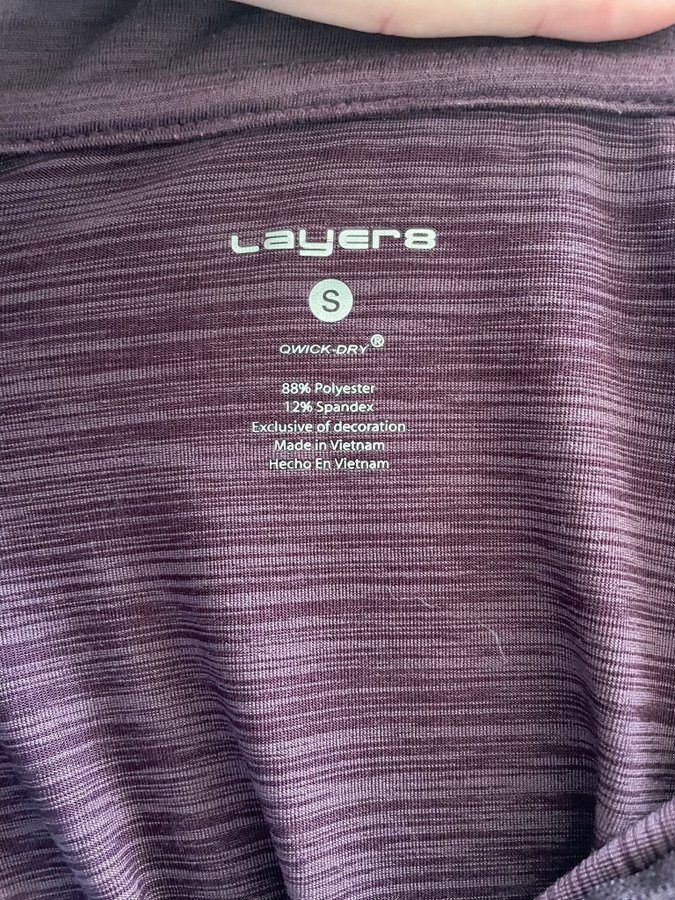 Layer8
S
QWICK-DRY®
88% Polyester
12% Spandex
Exclusive of decoration
Made in Vietnam
Hecho En Vietnam